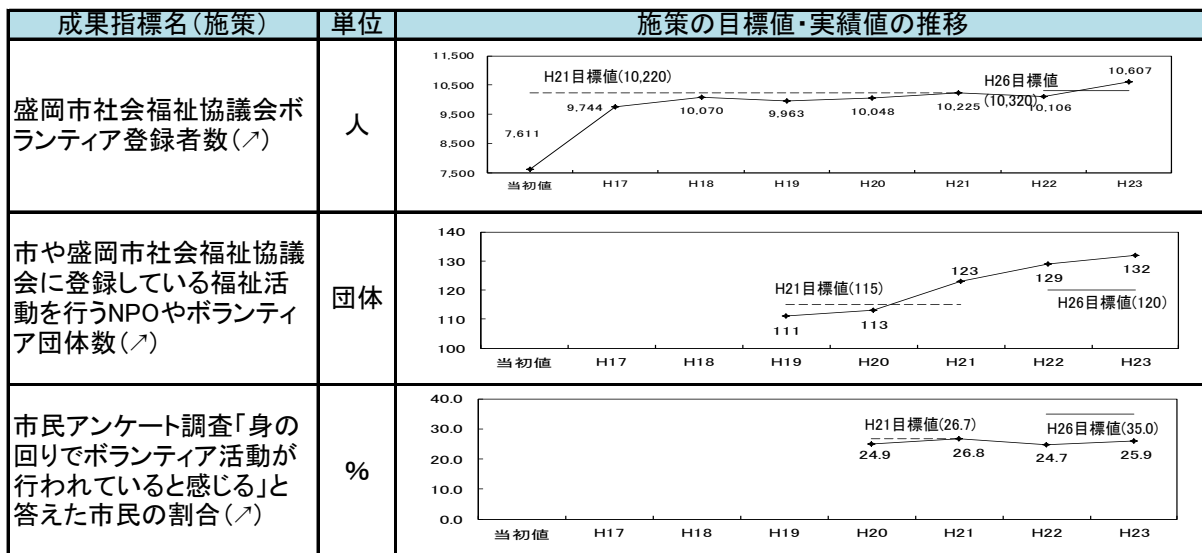 成果指標名(施策) 単位 施策の目標値・実績値の推移
盛岡市社会福祉協議会ボ
ランティア登録者数(↗)
人
11,500
10,500
9,500
8,500
7,500
H21目標値(10,220)
H26目標値
(10,320)
7,611
9,744
10,070
9,963
10,048
10,225
10,106
10,607
当初値 H17 H18 H19 H20 H21 H22 H23
市や盛岡市社会福祉協議
会に登録している福祉活
動を行うNPOやボランティ
ア団体数(↗)
団体
140
130
120
110
100
H21目標値(115)
H26目標値(120)
111
113
123
129
132
当初値 H17 H18 H19 H20 H21 H22 H23
市民アンケート調査「身の
回りでボランティア活動が
行われていると感じる」と
答えた市民の割合(↗)
%
40.0
30.0
20.0
10.0
0.0
H21目標値(26.7)
H26目標値(35.0)
24.9
26.8
24.7
25.9
当初値 H17 H18 H19 H20 H21 H22 H23